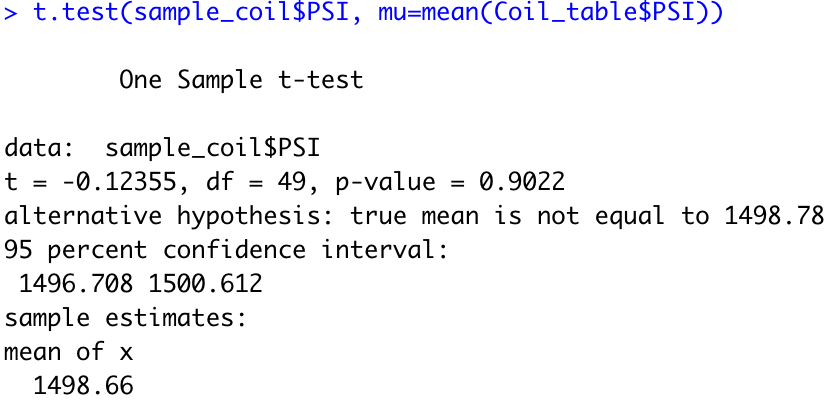 > t.test(sample_coil$PSI, mu=mean(Coil_table$PSI))
One Sample t-test
data:  sample_coil$PSI
t = -0.12355, df = 49, p-value = 0.9022
alternative hypothesis: true mean is not equal to 1498.78
95 percent confidence interval:
 1496.708 1500.612
sample estimates:
mean of x
  1498.66